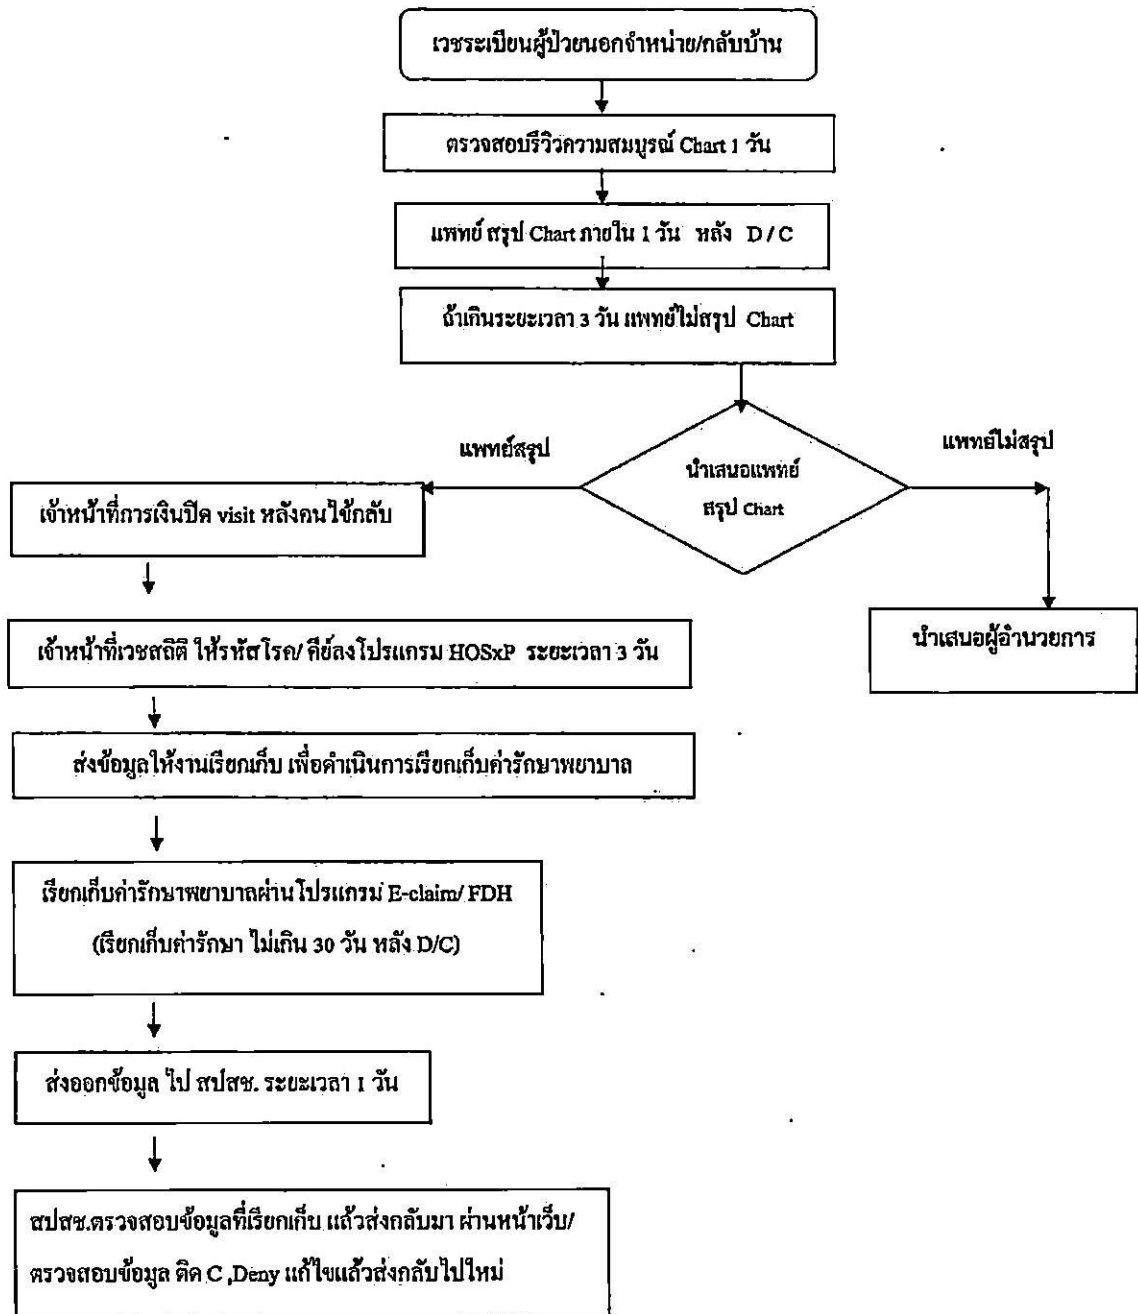 เวชระเบียนผู้ป่วยนอกจำหน่าย/กลับบ้าน
ตรวจสอบรีวิวความสมบูรณ์ Chart 1 วัน
แพทย์ สรุป Chart ภายใน 1 วัน หลัง D / C
ถ้าเกินระยะเวลา 3 วัน แพทย์ไม่สรุป Chart
แพทย์สรุป
แพทย์ไม่สรุป
นำเสนอแพทย์
สรุป Chart
เจ้าหน้าที่การเงินปิด visit หลังคนไข้กลับ
นำเสนอผู้อำนวยการ
เจ้าหน้าที่เวชสถิติ ให้รหัสโรค/ คีย์ลงโปรแกรม HOSxP ระยะเวลา 3 วัน
ส่งข้อมูลให้งานเรียกเก็บ เพื่อดำเนินการเรียกเก็บค่ารักษาพยาบาล
เรียกเก็บค่ารักษาพยาบาลผ่านโปรแกรม E-claim/ FDH
(เรียกเก็บค่ารักษา ไม่เกิน 30 วัน หลัง D/C)
ส่งออกข้อมูล ไป สปสช. ระยะเวลา 1 วัน
สปสช.ตรวจสอบข้อมูลที่เรียกเก็บ แล้วส่งกลับมา ผ่านหน้าเว็บ/
ตรวจสอบข้อมูล ติด C ,Deny แก้ไขแล้วส่งกลับไปใหม่